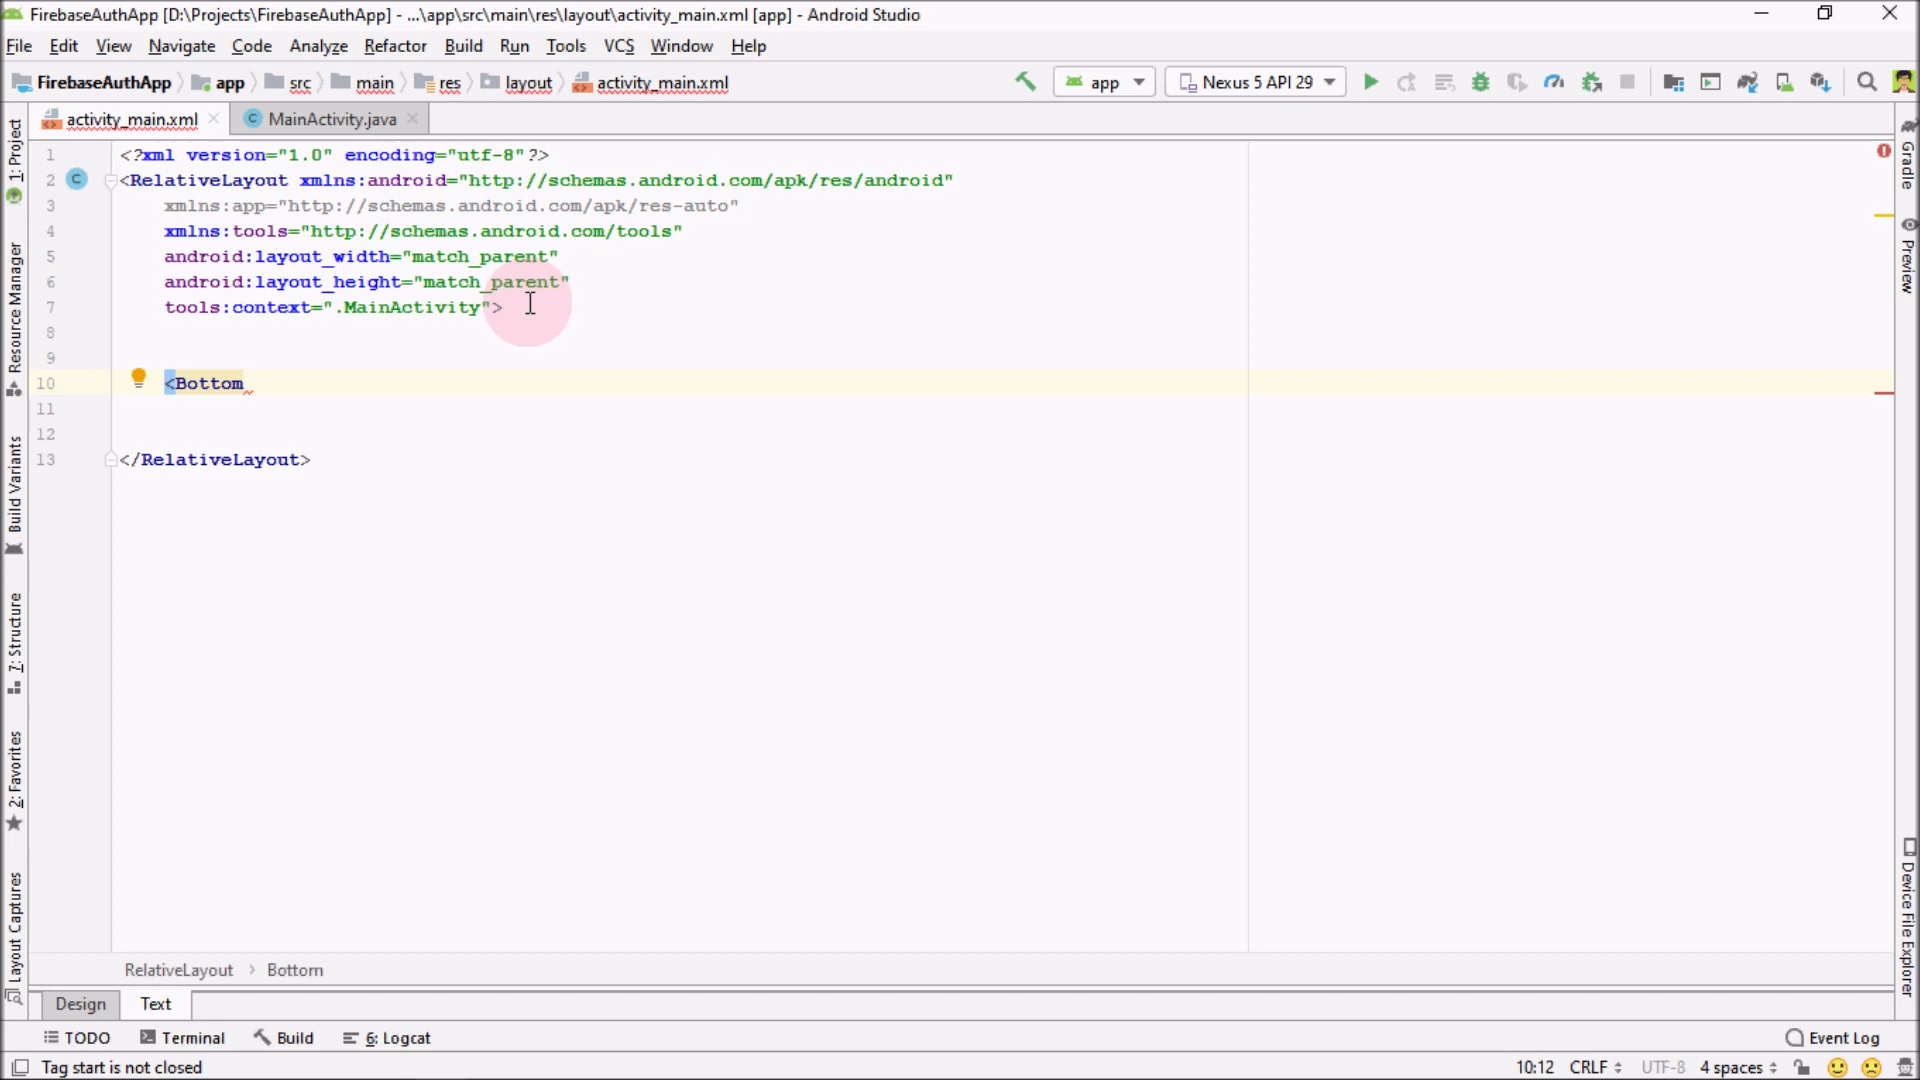 FirebaseAuthApp [D:\Projects\FirebaseAuthApp] - ...\app\src\main\res\layout\activity_main.xml [app] - Android Studio
File Edit View Navigate Code Analyze Refactor Build Run Tools VCS Window Help
FirebaseAuthApp app src main res layout activity_main.xml app Nexus 5 API 29
activity_main.xml MainActivity.java
1 <?xml version="1.0" encoding="utf-8"?>
2 C <RelativeLayout xmlns:android="http://schemas.android.com/apk/res/android"
3 xmlns:app="http://schemas.android.com/apk/res-auto"
4 xmlns:tools="http://schemas.android.com/tools"
5 android:layout_width="match_parent"
6 android:layout_height="match_parent"
7 tools:context=".MainActivity">
8
9
10 <Bottom
11
12
13 </RelativeLayout>
1: Project
Resource Manager
Build Variants
7: Structure
2: Favorites
Layout Captures
Gradle
Preview
Device File Explorer
RelativeLayout › Bottom
Design Text
TODO Terminal Build 6: Logcat Event Log
Tag start is not closed 10:12 CRLF UTF-8 4 spaces